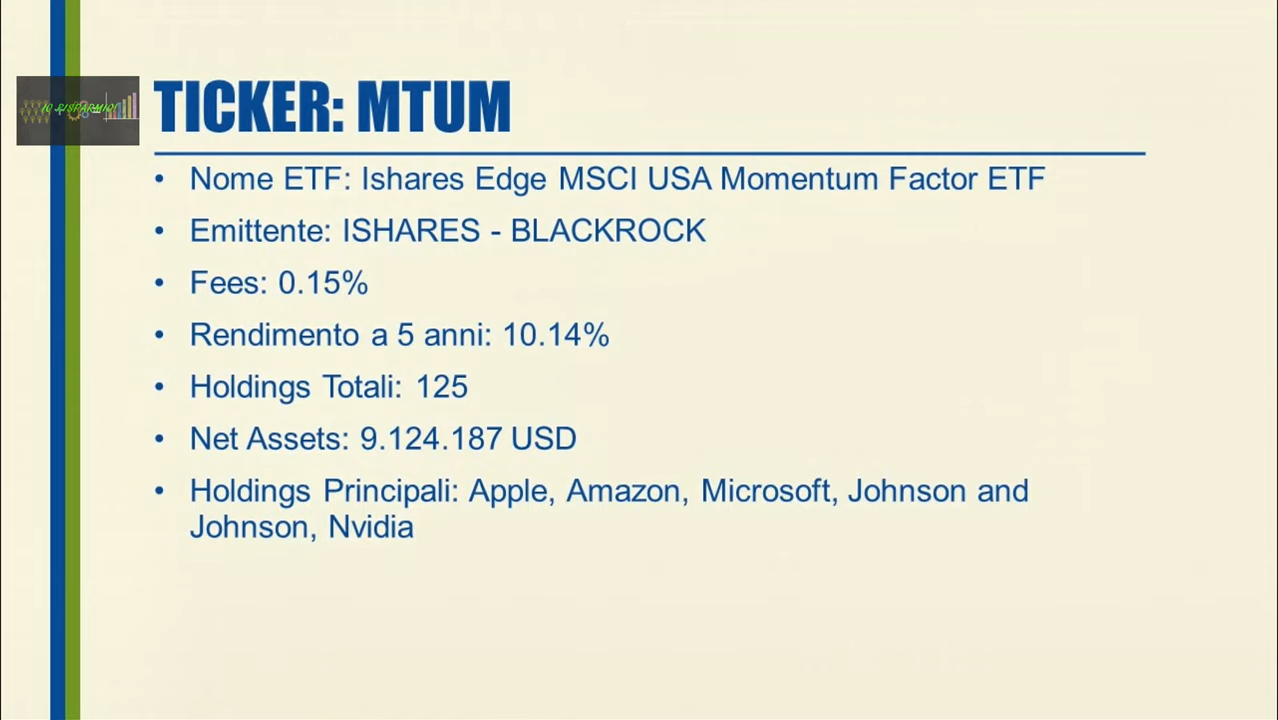 IQ RISPARMIO!
TICKER: MTUM
• Nome ETF: Ishares Edge MSCI USA Momentum Factor ETF
• Emittente: ISHARES - BLACKROCK
• Fees: 0.15%
• Rendimento a 5 anni: 10.14%
• Holdings Totali: 125
• Net Assets: 9.124.187 USD
• Holdings Principali: Apple, Amazon, Microsoft, Johnson and
Johnson, Nvidia